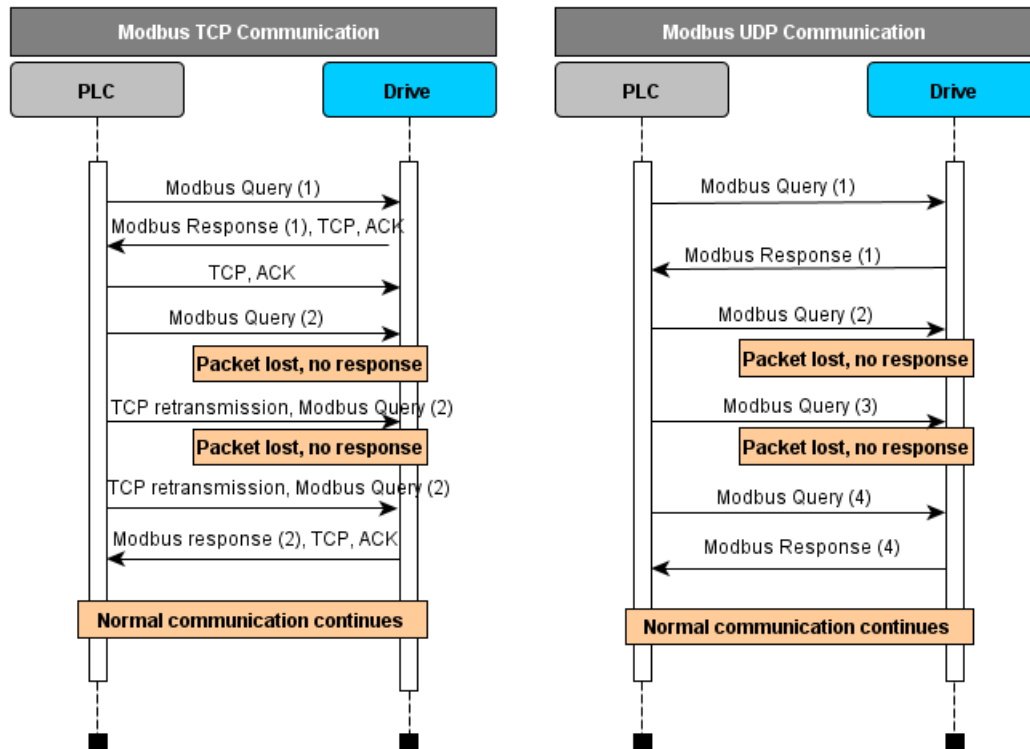 Modbus TCP Communication
PLC
Drive
Modbus Query (1)
Modbus Response (1), TCP, ACK
TCP, ACK
Modbus Query (2)
Packet lost, no response
TCP retransmission, Modbus Query (2)
Packet lost, no response
TCP retransmission, Modbus Query (2)
Modbus response (2), TCP, ACK
Normal communication continues
Modbus UDP Communication
PLC
Drive
Modbus Query (1)
Modbus Response (1)
Modbus Query (2)
Packet lost, no response
Modbus Query (3)
Packet lost, no response
Modbus Query (4)
Modbus Response (4)
Normal communication continues